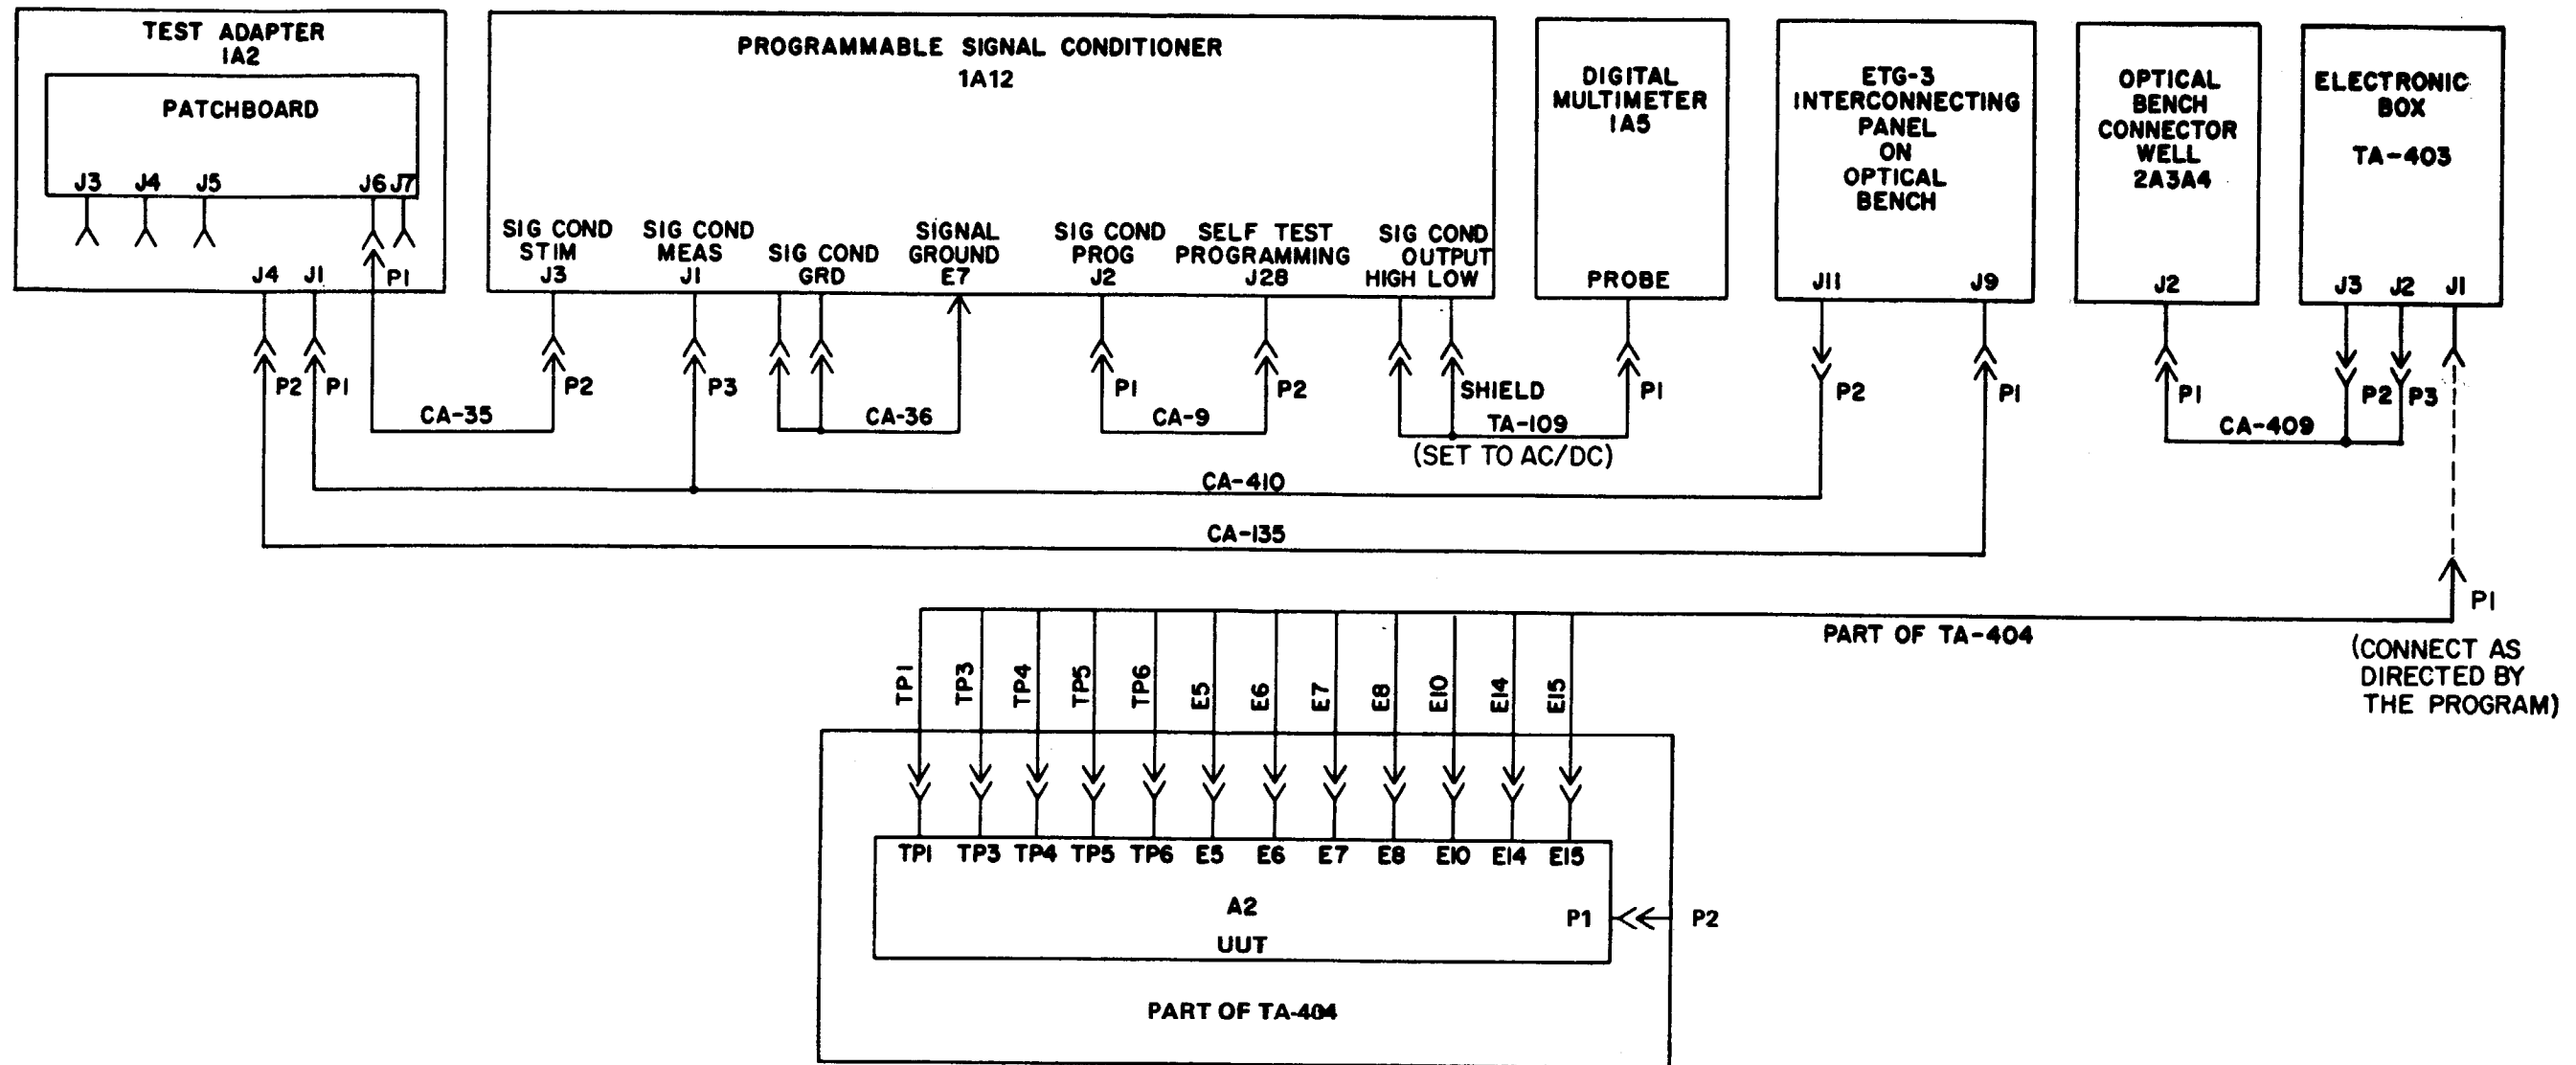 TEST ADAPTER
1A2
PATCHBOARD
J3 J4 J5 J6 J7
J4 J1 P1
P2 P1
CA-35
PROGRAMMABLE SIGNAL CONDITIONER
1A12
SIG COND
STIM
J3
SIG COND
MEAS
J1
SIG COND
GRD
SIGNAL
GROUND
E7
SIG COND
PROG
J2
SELF TEST
PROGRAMMING
J28
SIG COND
OUTPUT
HIGH LOW
P2
P3
CA-36
P1
CA-9
P2
SHIELD
TA-109
(SET TO AC/DC)
DIGITAL
MULTIMETER
1A5
PROBE
P1
ETG-3
INTERCONNECTING
PANEL
ON
OPTICAL
BENCH
J11 J9
P2 P1
OPTICAL
BENCH
CONNECTOR
WELL
2A3A4
J2
P1
ELECTRONIC
BOX
TA-403
J3 J2 J1
P2 P3
CA-409
CA-410
CA-135
P1
PART OF TA-404
(CONNECT AS
DIRECTED BY
THE PROGRAM)
TP1 TP3 TP4 TP5 TP6 E5 E6 E7 E8 E10 E14 E15
TP1 TP3 TP4 TP5 TP6 E5 E6 E7 E8 E10 E14 E15
A2
UUT
P1 P2
PART OF TA-404